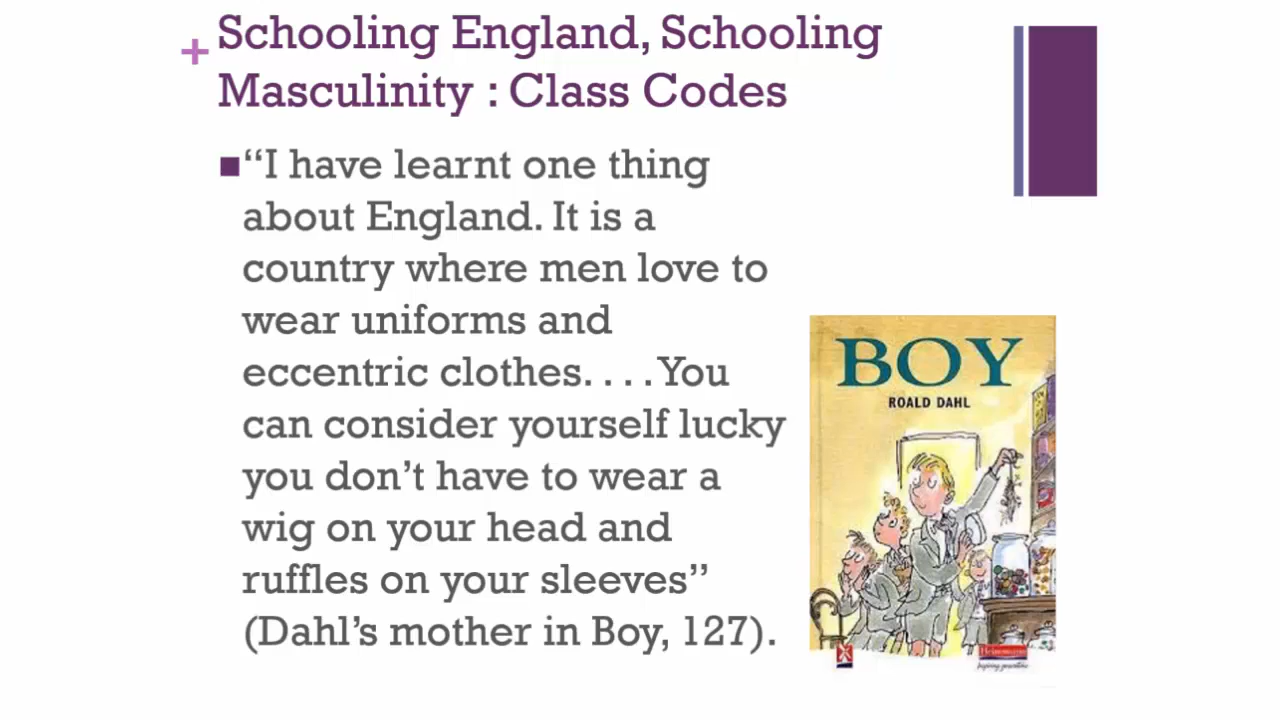 + Schooling England, Schooling
Masculinity : Class Codes
■“I have learnt one thing
about England. It is a
country where men love to
wear uniforms and
eccentric clothes. . . . You
can consider yourself lucky
you don’t have to wear a
wig on your head and
ruffles on your sleeves”
(Dahl’s mother in Boy, 127).
BOY
ROALD DAHL
Heinemann